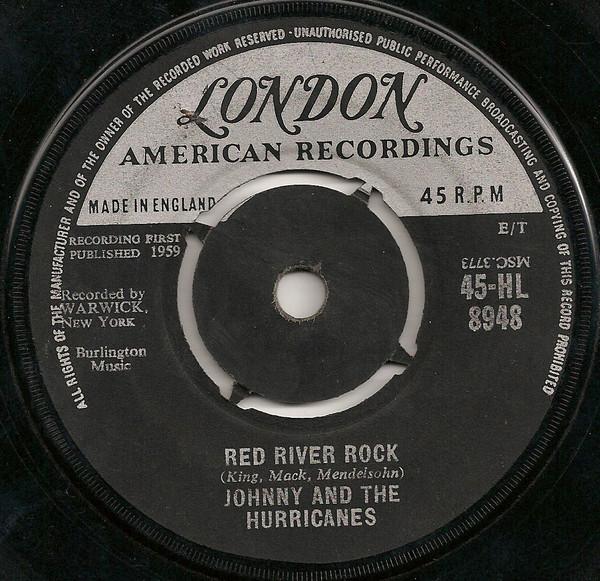 ALL RIGHTS OF THE MANUFACTURER AND OF THE OWNER OF THE RECORDED WORK RESERVED · UNAUTHORISED PUBLIC PERFORMANCE BROADCASTING AND COPYING OF THIS RECORD PROHIBITED
LONDON
AMERICAN RECORDINGS
MADE IN ENGLAND
45 R.P.M
E/T
RECORDING FIRST
PUBLISHED 1959
MSC.3773
45-HL
8948
Recorded by
WARWICK,
New York
Burlington
Music
RED RIVER ROCK
(King, Mack, Mendelsohn)
JOHNNY AND THE
HURRICANES